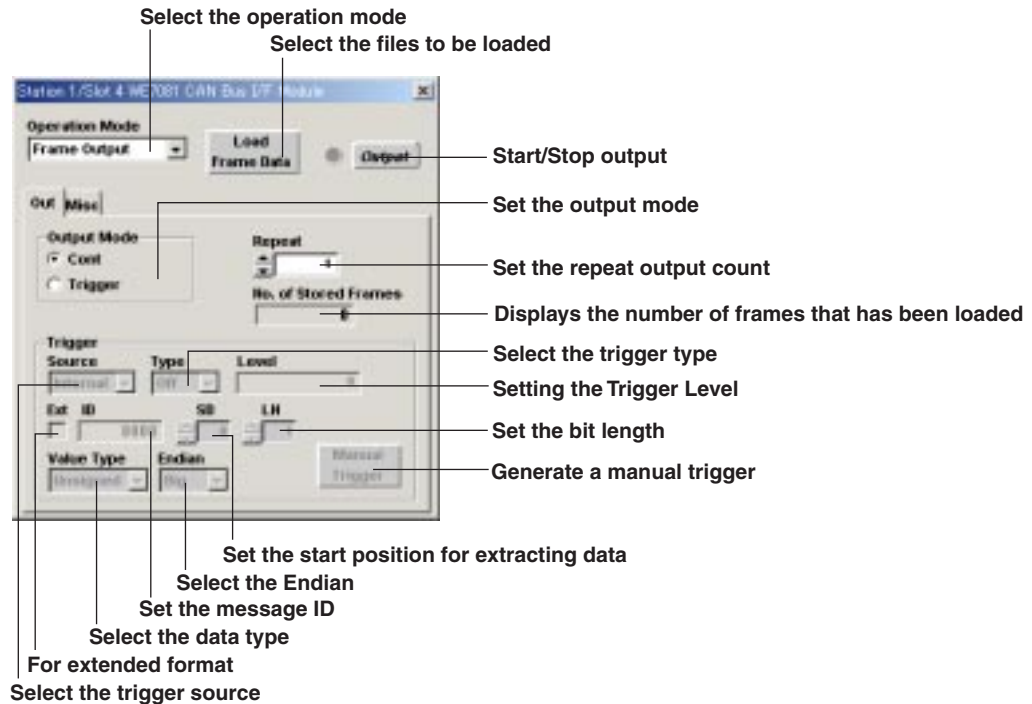 Select the operation mode
Select the files to be loaded
Station 1/Slot 4 WE7081 CAN Bus I/F Module
Operation Mode
Frame Output
Load
Frame Data
Output
Start/Stop output
Out Misc
Set the output mode
Output Mode
Cont
Trigger
Repeat
Set the repeat output count
No. of Stored Frames
Displays the number of frames that has been loaded
Trigger
Source Type Level
Select the trigger type
Internal Off
Setting the Trigger Level
Ext ID SB LH
Set the bit length
Value Type Endian
Unsigned Big
Manual
Trigger
Generate a manual trigger
Set the start position for extracting data
Select the Endian
Set the message ID
Select the data type
For extended format
Select the trigger source